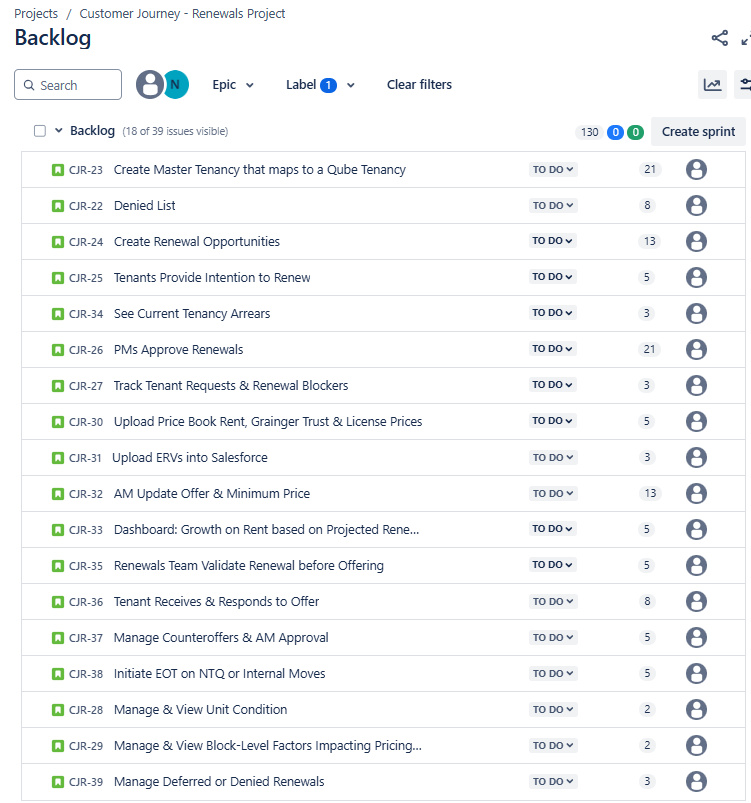 Projects / Customer Journey - Renewals Project
Backlog
Search N Epic Label 1 Clear filters
Backlog (18 of 39 issues visible) 130 0 0 Create sprint
CJR-23 Create Master Tenancy that maps to a Qube Tenancy TO DO 21
CJR-22 Denied List TO DO 8
CJR-24 Create Renewal Opportunities TO DO 13
CJR-25 Tenants Provide Intention to Renew TO DO 5
CJR-34 See Current Tenancy Arrears TO DO 3
CJR-26 PMs Approve Renewals TO DO 21
CJR-27 Track Tenant Requests & Renewal Blockers TO DO 3
CJR-30 Upload Price Book Rent, Grainger Trust & License Prices TO DO 5
CJR-31 Upload ERVs into Salesforce TO DO 3
CJR-32 AM Update Offer & Minimum Price TO DO 13
CJR-33 Dashboard: Growth on Rent based on Projected Rene... TO DO 5
CJR-35 Renewals Team Validate Renewal before Offering TO DO 5
CJR-36 Tenant Receives & Responds to Offer TO DO 8
CJR-37 Manage Counteroffers & AM Approval TO DO 5
CJR-38 Initiate EOT on NTQ or Internal Moves TO DO 5
CJR-28 Manage & View Unit Condition TO DO 2
CJR-29 Manage & View Block-Level Factors Impacting Pricing... TO DO 2
CJR-39 Manage Deferred or Denied Renewals TO DO 3